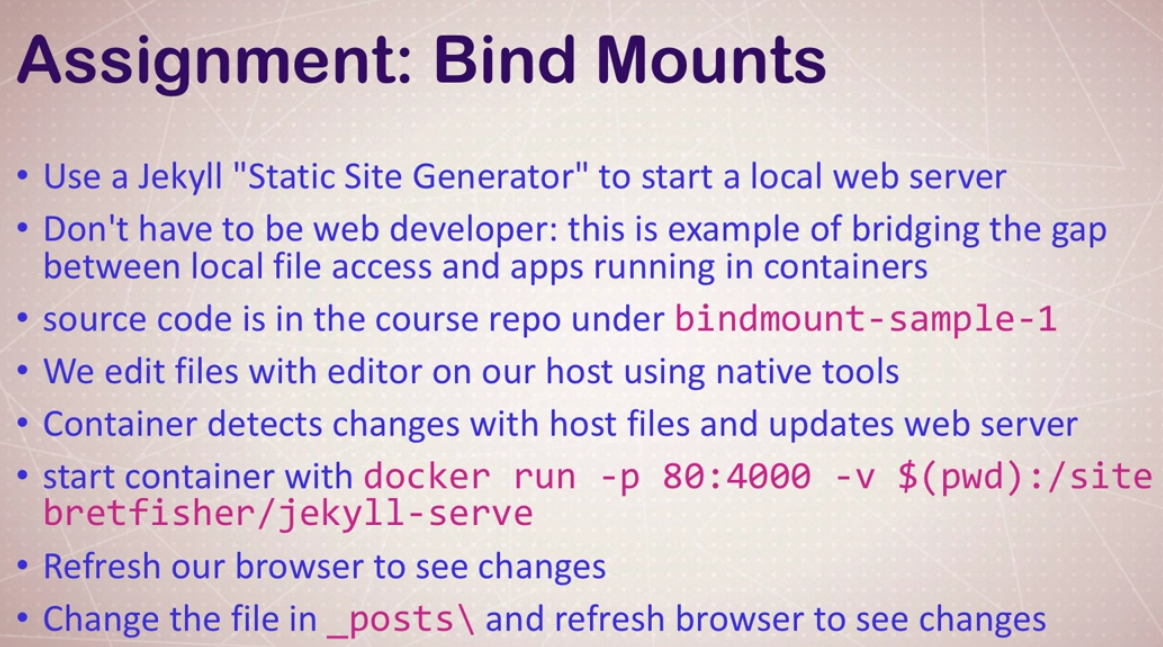 Assignment: Bind Mounts
• Use a Jekyll "Static Site Generator" to start a local web server
• Don't have to be web developer: this is example of bridging the gap
between local file access and apps running in containers
• source code is in the course repo under bindmount-sample-1
• We edit files with editor on our host using native tools
• Container detects changes with host files and updates web server
• start container with docker run -p 80:4000 -v $(pwd):/site
bretfisher/jekyll-serve
• Refresh our browser to see changes
• Change the file in _posts\ and refresh browser to see changes